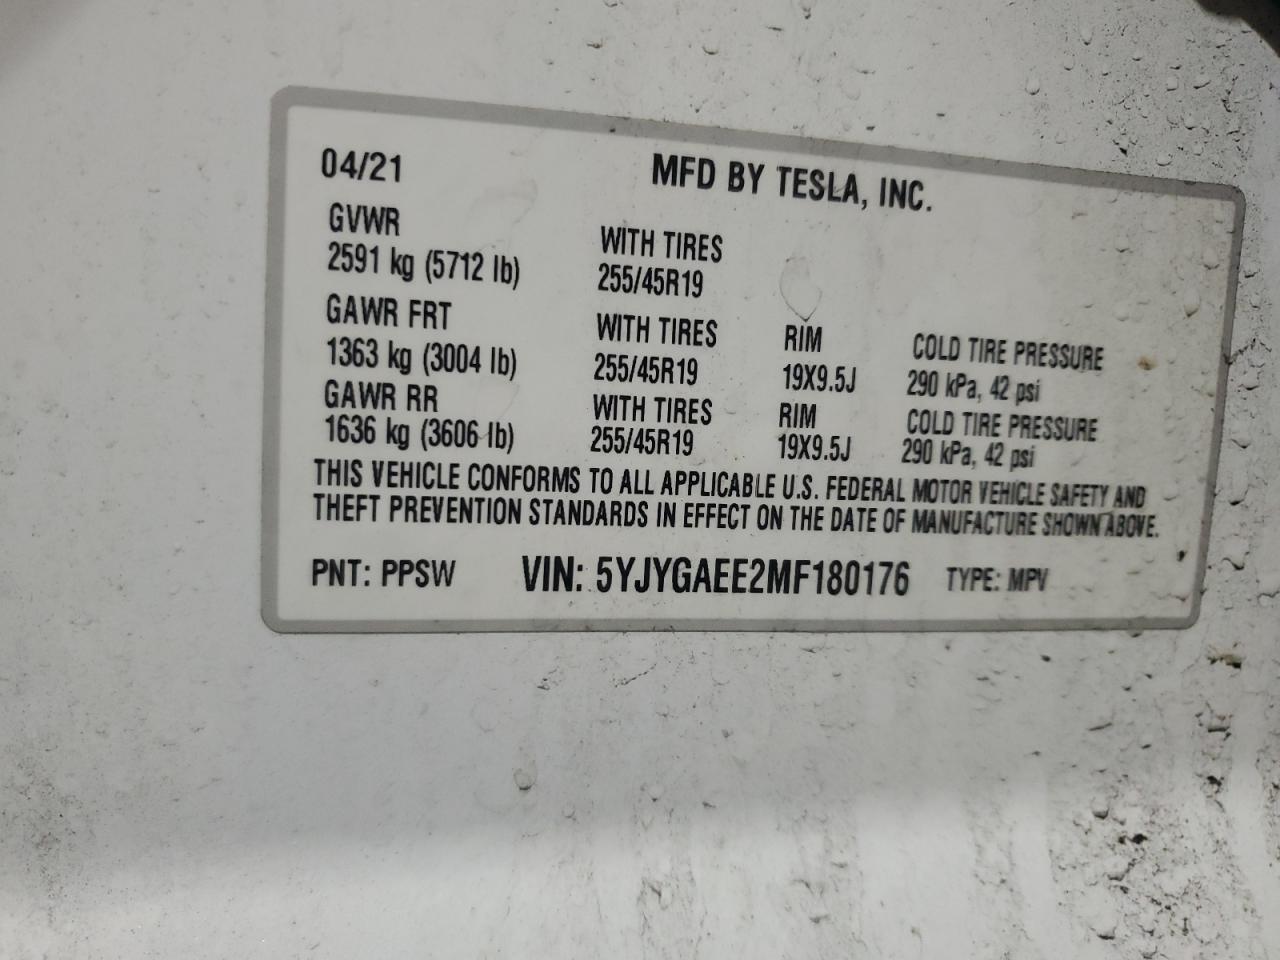 04/21 MFD BY TESLA, INC.
GVWR WITH TIRES
2591 kg (5712 lb) 255/45R19
GAWR FRT WITH TIRES RIM COLD TIRE PRESSURE
1363 kg (3004 lb) 255/45R19 19X9.5J 290 kPa, 42 psi
GAWR RR WITH TIRES RIM COLD TIRE PRESSURE
1636 kg (3606 lb) 255/45R19 19X9.5J 290 kPa, 42 psi
THIS VEHICLE CONFORMS TO ALL APPLICABLE U.S. FEDERAL MOTOR VEHICLE SAFETY AND
THEFT PREVENTION STANDARDS IN EFFECT ON THE DATE OF MANUFACTURE SHOWN ABOVE.
PNT: PPSW VIN: 5YJYGAEE2MF180176 TYPE: MPV